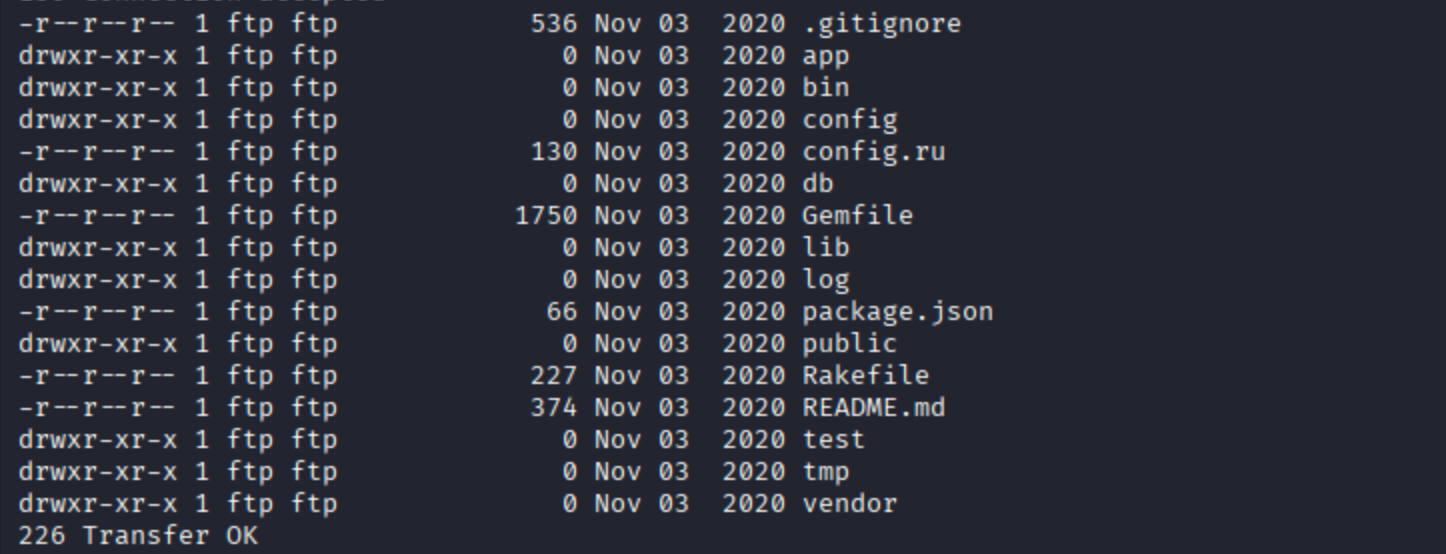 -r--r--r-- 1 ftp ftp            536 Nov 03  2020 .gitignore
drwxr-xr-x 1 ftp ftp              0 Nov 03  2020 app
drwxr-xr-x 1 ftp ftp              0 Nov 03  2020 bin
drwxr-xr-x 1 ftp ftp              0 Nov 03  2020 config
-r--r--r-- 1 ftp ftp            130 Nov 03  2020 config.ru
drwxr-xr-x 1 ftp ftp              0 Nov 03  2020 db
-r--r--r-- 1 ftp ftp           1750 Nov 03  2020 Gemfile
drwxr-xr-x 1 ftp ftp              0 Nov 03  2020 lib
drwxr-xr-x 1 ftp ftp              0 Nov 03  2020 log
-r--r--r-- 1 ftp ftp             66 Nov 03  2020 package.json
drwxr-xr-x 1 ftp ftp              0 Nov 03  2020 public
-r--r--r-- 1 ftp ftp            227 Nov 03  2020 Rakefile
-r--r--r-- 1 ftp ftp            374 Nov 03  2020 README.md
drwxr-xr-x 1 ftp ftp              0 Nov 03  2020 test
drwxr-xr-x 1 ftp ftp              0 Nov 03  2020 tmp
drwxr-xr-x 1 ftp ftp              0 Nov 03  2020 vendor
226 Transfer OK